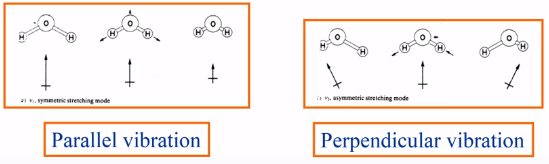 O O O
H H H H H H
a) ν₁, symmetric stretching mode
Parallel vibration
O O O
H H H H H H
ν₃, asymmetric stretching mode
Perpendicular vibration